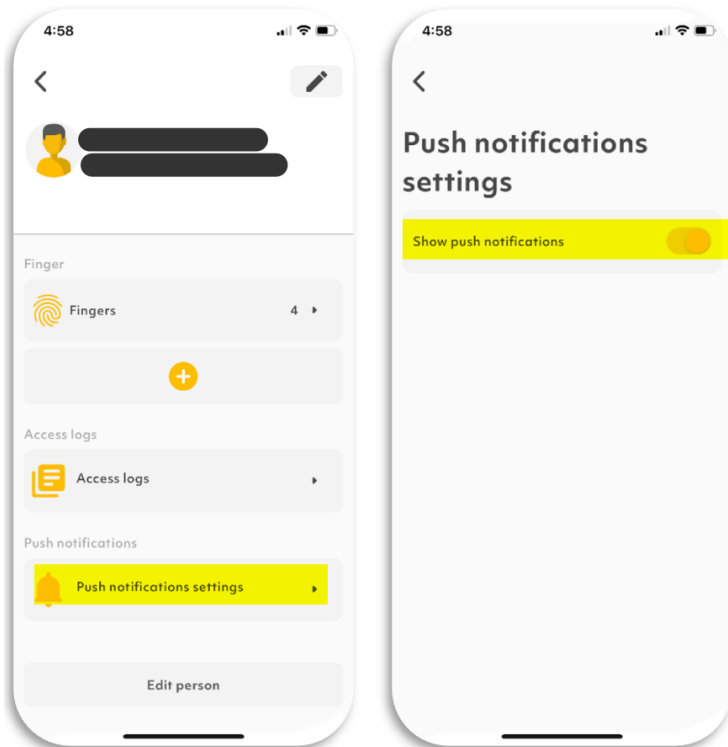 4:58
Finger
Fingers 4
Access logs
Access logs
Push notifications
Push notifications settings
Edit person
4:58
Push notifications
settings
Show push notifications